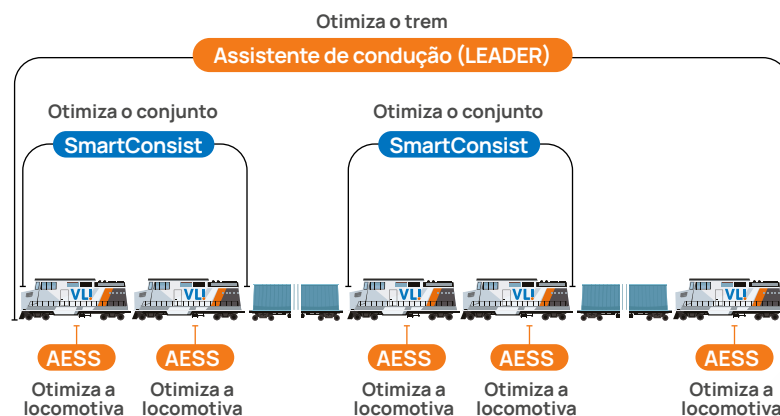 Otimiza o trem
Assistente de condução (LEADER)
Otimiza o conjunto
SmartConsist
Otimiza o conjunto
SmartConsist
VLI
VLI
VLI
VLI
VLI
AESS
AESS
AESS
AESS
AESS
Otimiza a
locomotiva
Otimiza a
locomotiva
Otimiza a
locomotiva
Otimiza a
locomotiva
Otimiza a
locomotiva